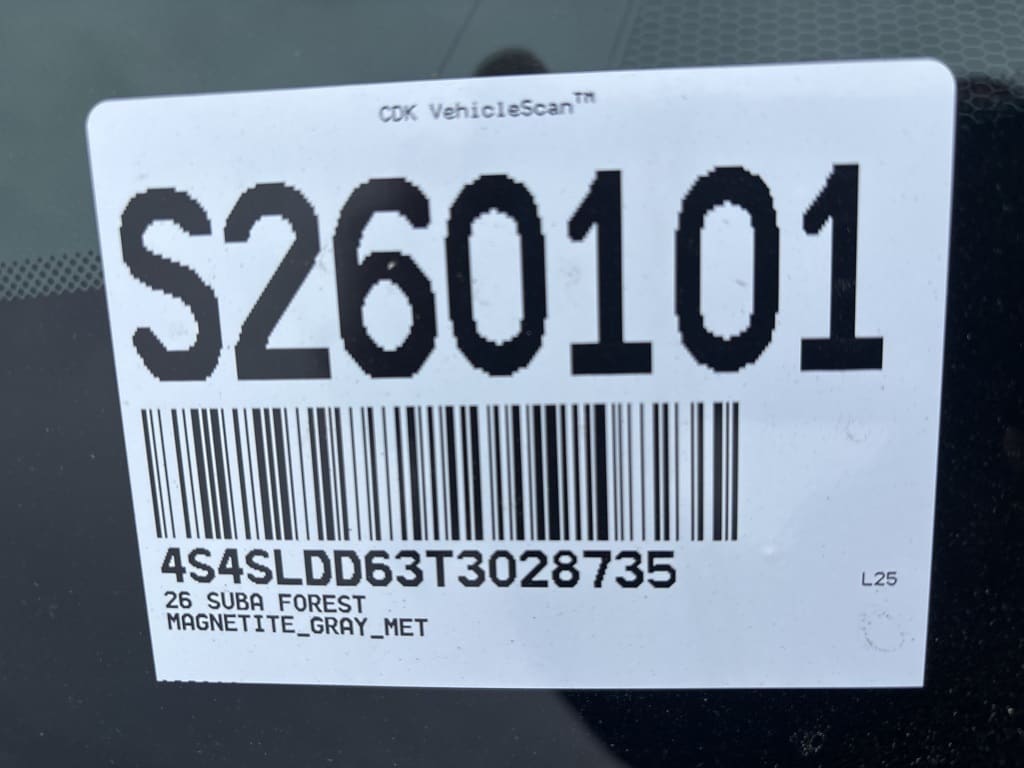 CDK VehicleScan™
S260101
4S4SLDD63T3028735
26 SUBA FOREST
L25
MAGNETITE_GRAY_MET